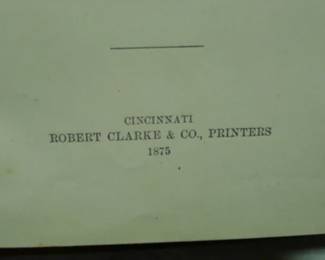 CINCINNATI
ROBERT CLARKE & CO., PRINTERS
1875